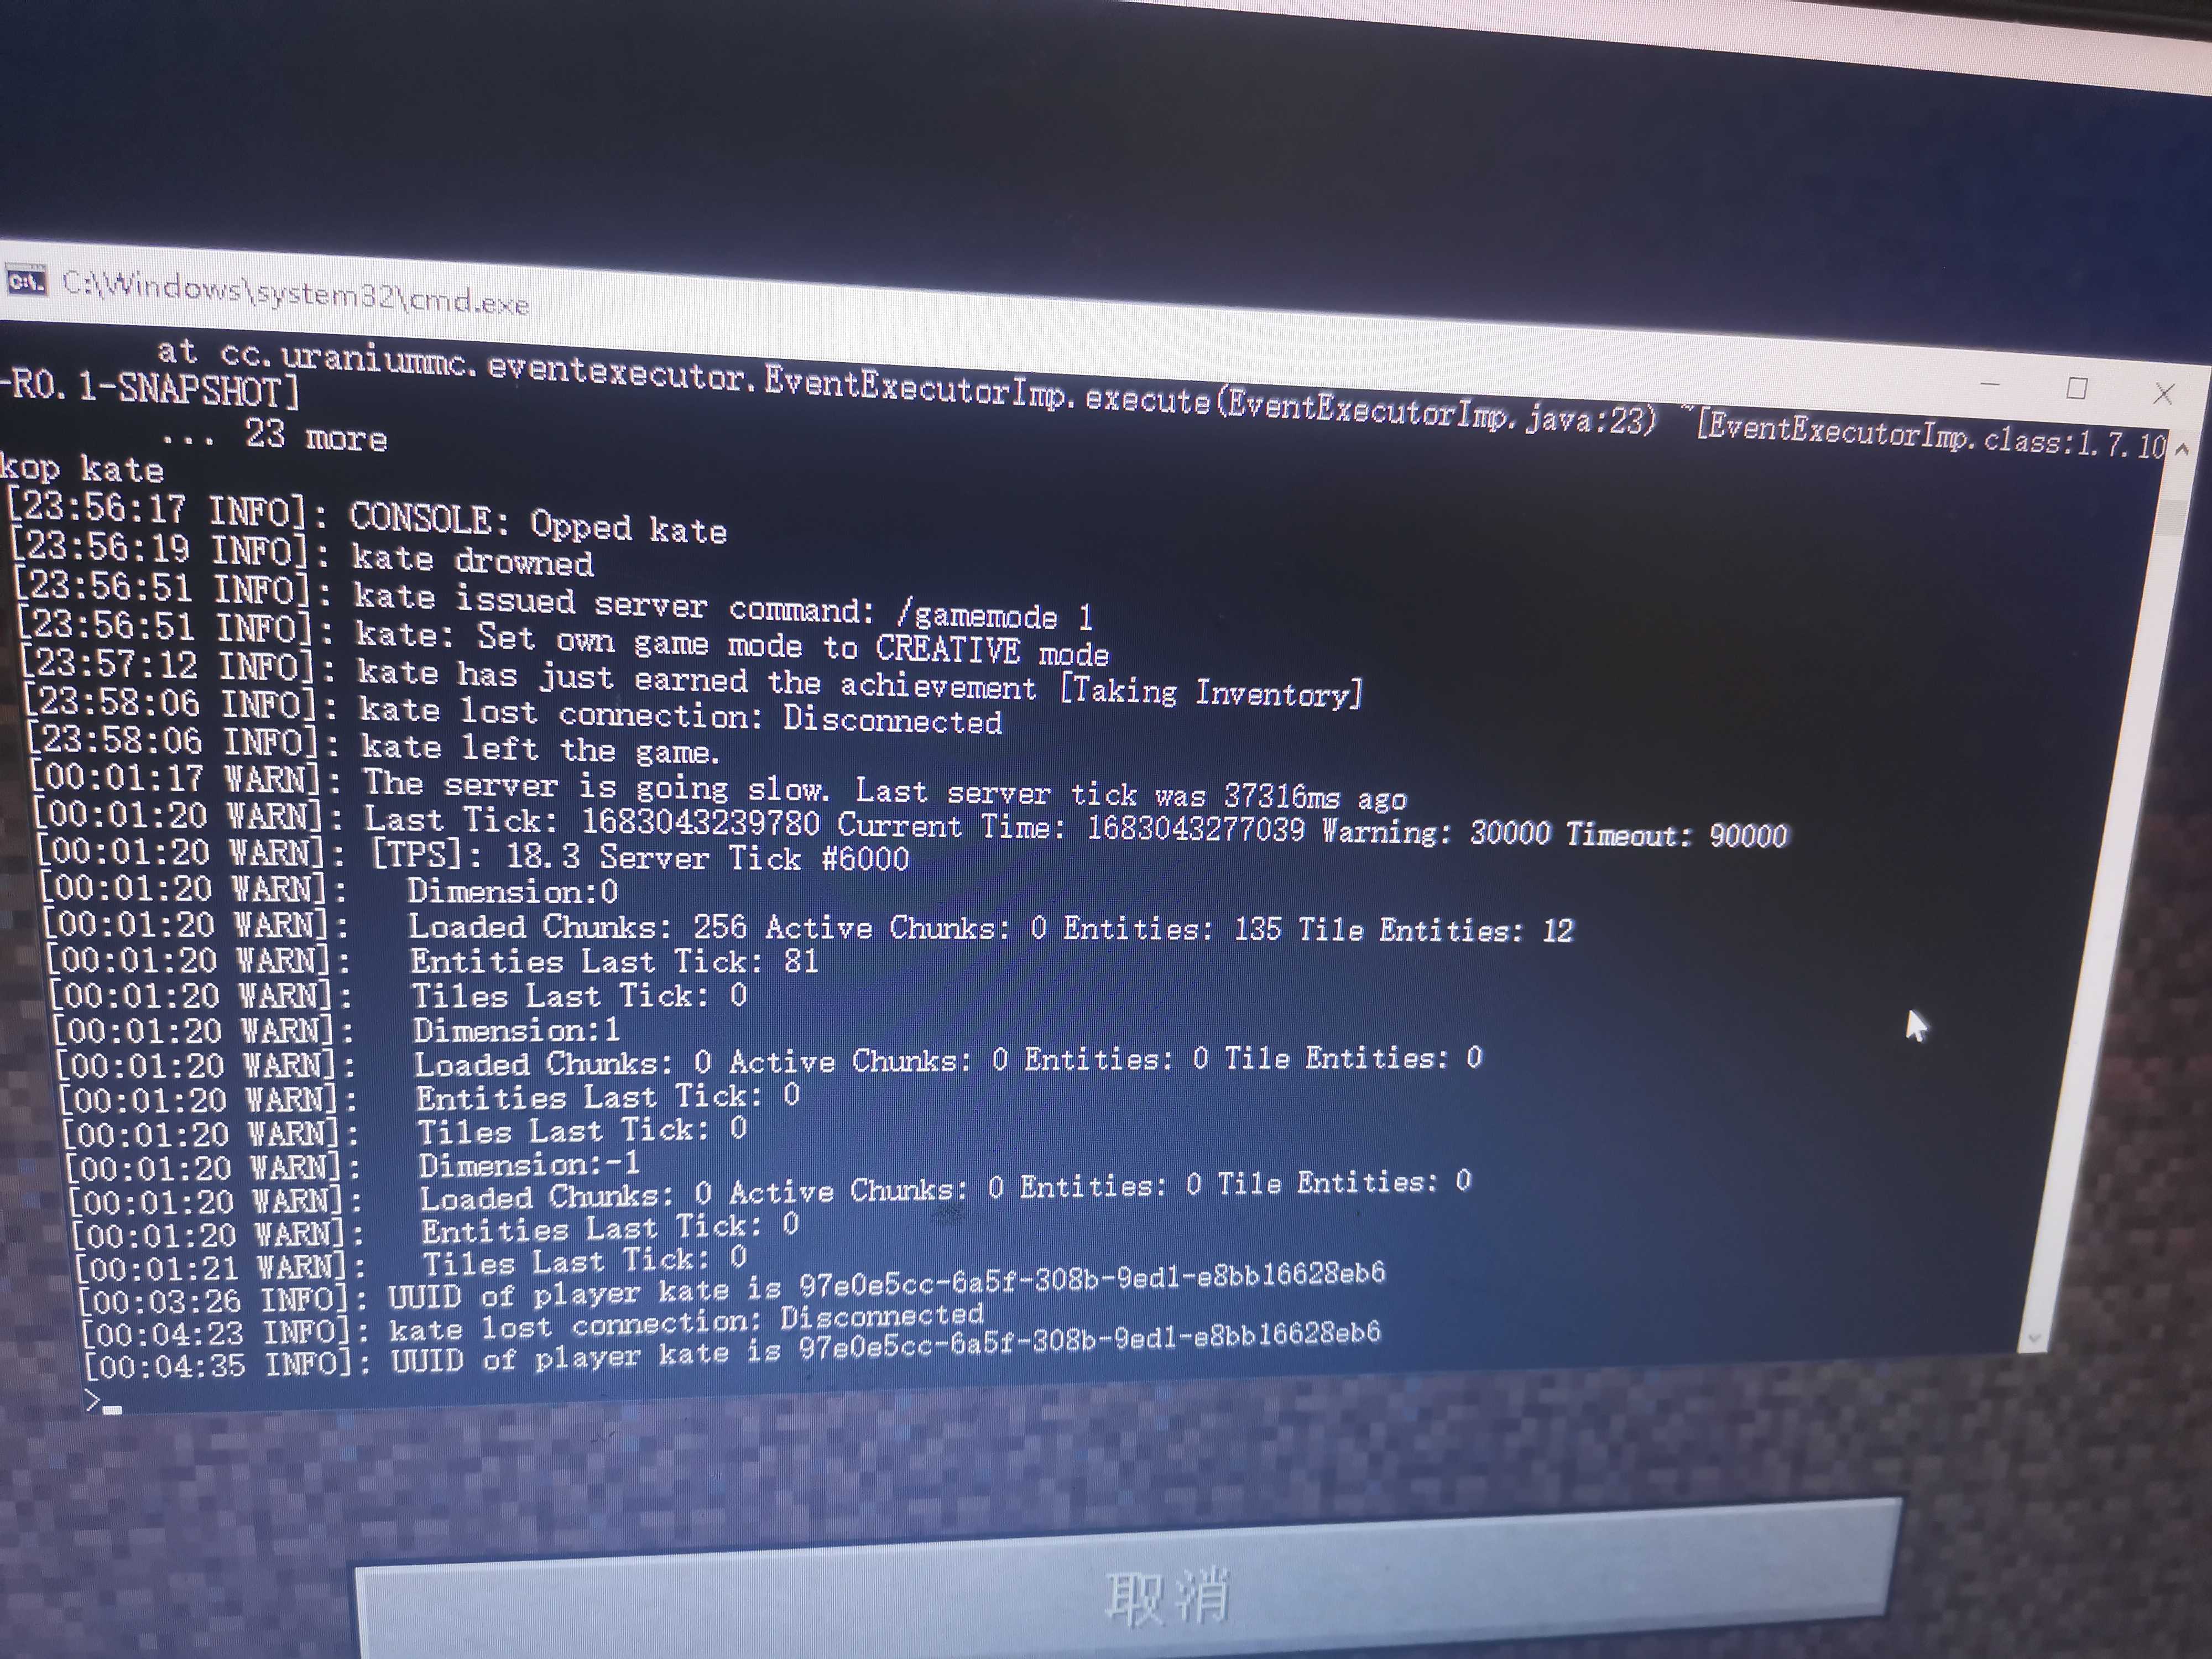 C:\Windows\system32\cmd.exe
at cc.uraniummc.eventexecutor.EventExecutorImp.execute(EventExecutorImp.java:23) ~[EventExecutorImp.class:1.7.10
-R0.1-SNAPSHOT]
... 23 more
kop kate
[23:56:17 INFO]: CONSOLE: Opped kate
[23:56:19 INFO]: kate drowned
[23:56:51 INFO]: kate issued server command: /gamemode 1
[23:56:51 INFO]: kate: Set own game mode to CREATIVE mode
[23:57:12 INFO]: kate has just earned the achievement [Taking Inventory]
[23:58:06 INFO]: kate lost connection: Disconnected
[23:58:06 INFO]: kate left the game.
[00:01:17 WARN]: The server is going slow. Last server tick was 37316ms ago
[00:01:20 WARN]: Last Tick: 1683043239780 Current Time: 1683043277039 Warning: 30000 Timeout: 90000
[00:01:20 WARN]: [TPS]: 18.3 Server Tick #6000
[00:01:20 WARN]: Dimension:0
[00:01:20 WARN]: Loaded Chunks: 256 Active Chunks: 0 Entities: 135 Tile Entities: 12
[00:01:20 WARN]: Entities Last Tick: 81
[00:01:20 WARN]: Tiles Last Tick: 0
[00:01:20 WARN]: Dimension:1
[00:01:20 WARN]: Loaded Chunks: 0 Active Chunks: 0 Entities: 0 Tile Entities: 0
[00:01:20 WARN]: Entities Last Tick: 0
[00:01:20 WARN]: Tiles Last Tick: 0
[00:01:20 WARN]: Dimension:-1
[00:01:20 WARN]: Loaded Chunks: 0 Active Chunks: 0 Entities: 0 Tile Entities: 0
[00:01:20 WARN]: Entities Last Tick: 0
[00:01:21 WARN]: Tiles Last Tick: 0
[00:03:26 INFO]: UUID of player kate is 97e0e5cc-6a5f-308b-9ed1-e8bb16628eb6
[00:04:23 INFO]: kate lost connection: Disconnected
[00:04:35 INFO]: UUID of player kate is 97e0e5cc-6a5f-308b-9ed1-e8bb16628eb6
>
取消